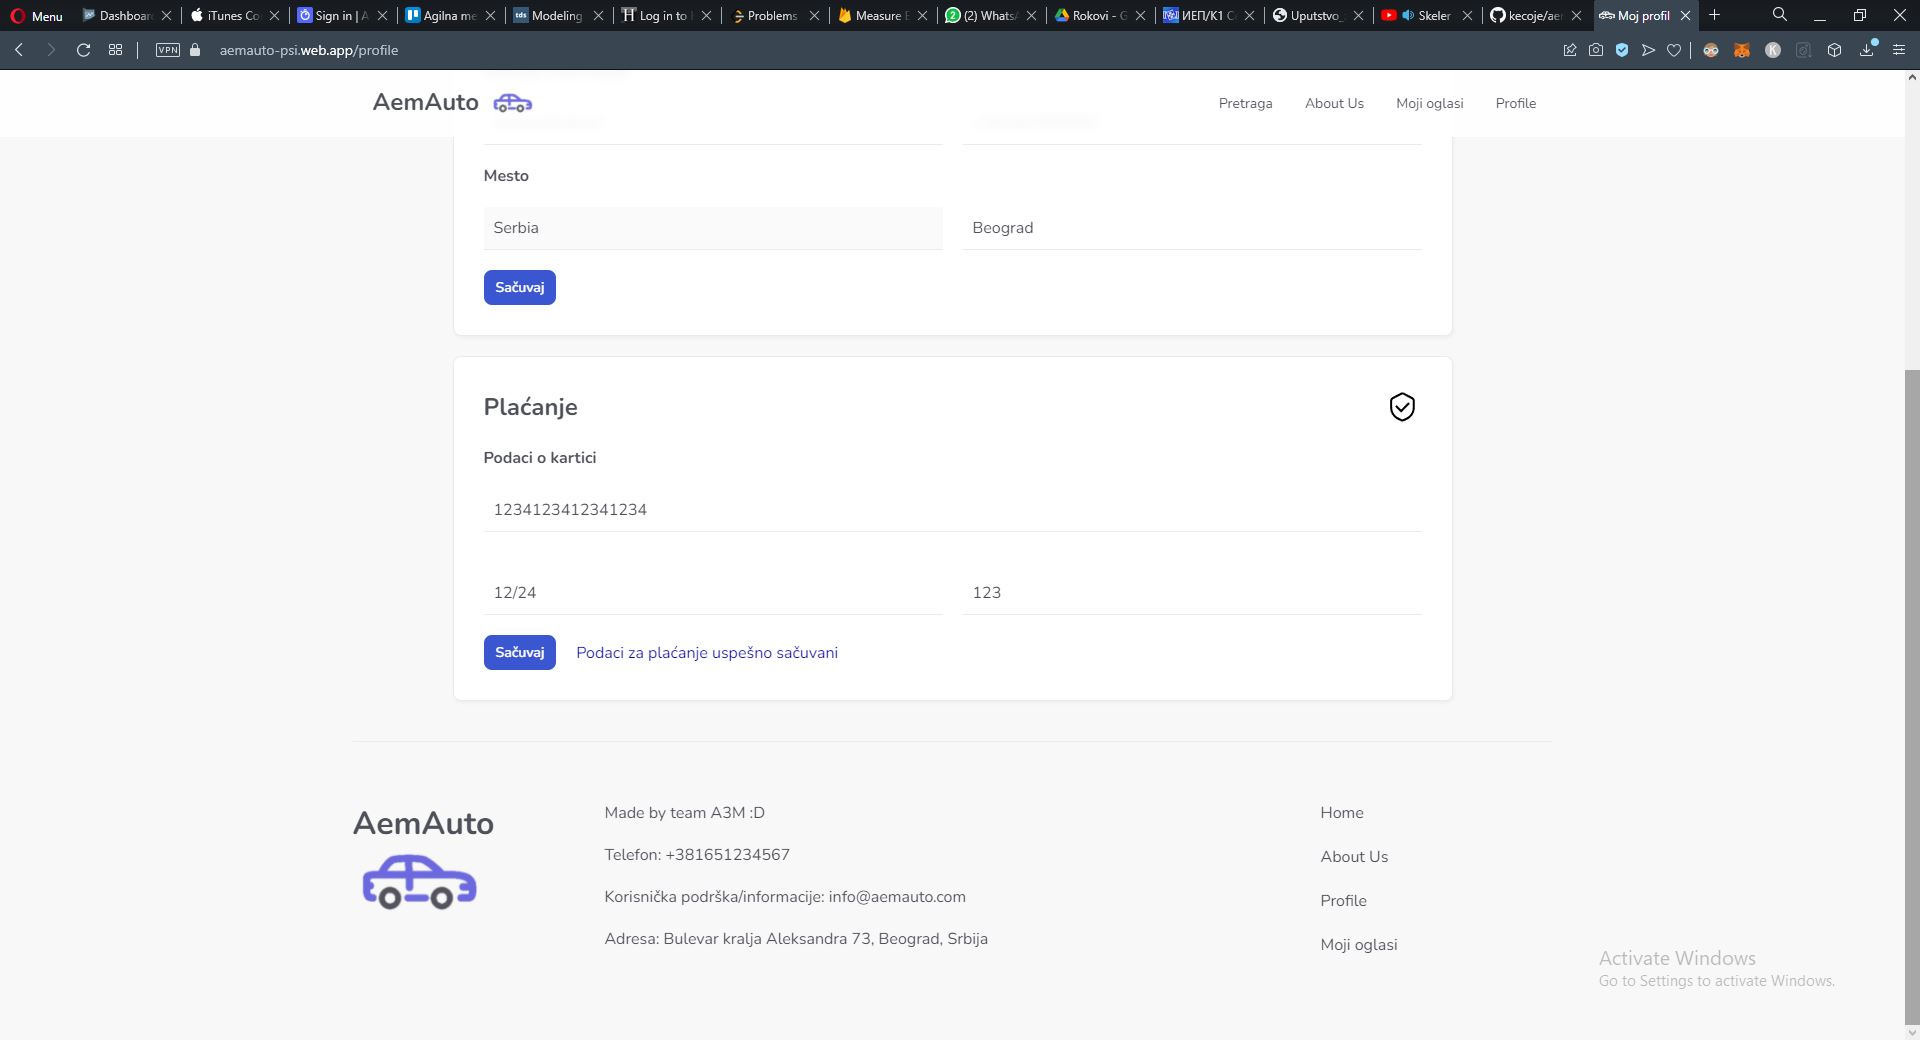 Menu Dashboard iTunes Co Sign in | A Agilna me Modeling Log in to Problems Measure (2) Whats Rokovi - G ИЕП/K1 Uputstvo Skeler kecoje/aer Moj profil
VPN aemauto-psi.web.app/profile
AemAuto Pretraga About Us Moji oglasi Profile
Mesto
Serbia Beograd
Sačuvaj
Plaćanje
Podaci o kartici
1234123412341234
12/24 123
Sačuvaj Podaci za plaćanje uspešno sačuvani
AemAuto
Made by team A3M :D
Telefon: +381651234567
Korisnička podrška/informacije: info@aemauto.com
Adresa: Bulevar kralja Aleksandra 73, Beograd, Srbija
Home
About Us
Profile
Moji oglasi
Activate Windows
Go to Settings to activate Windows.